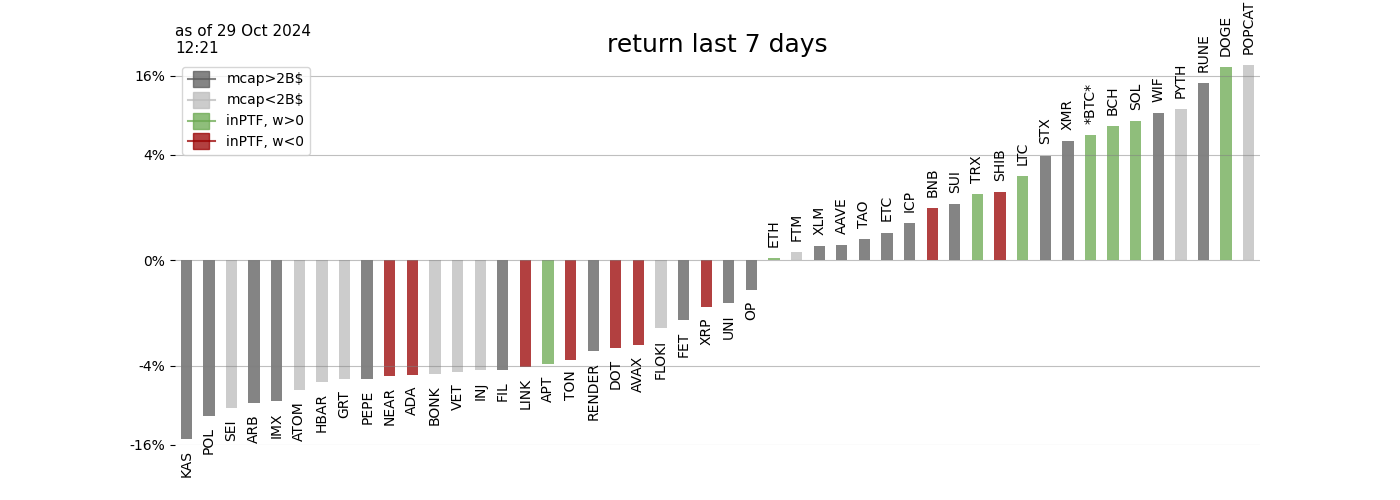 as of 29 Oct 2024
12:21
return last 7 days
mcap>2B$
mcap<2B$
inPTF, w>0
inPTF, w<0
16%
4%
0%
-4%
-16%
KAS
POL
SEI
ARB
IMX
ATOM
HBAR
GRT
PEPE
NEAR
ADA
BONK
VET
INJ
FIL
LINK
APT
TON
RENDER
DOT
AVAX
FLOKI
FET
XRP
UNI
OP
ETH
FTM
XLM
AAVE
TAO
ETC
ICP
BNB
SUI
TRX
SHIB
LTC
STX
XMR
*BTC*
BCH
SOL
WIF
PYTH
RUNE
DOGE
POPCAT